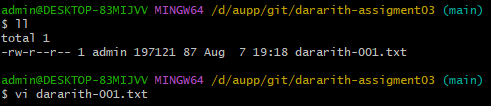 admin@DESKTOP-83MIJVV MINGW64 /d/aupp/git/dararith-assigment03 (main)
$ ll
total 1
-rw-r--r-- 1 admin 197121 87 Aug  7 19:18 dararith-001.txt
admin@DESKTOP-83MIJVV MINGW64 /d/aupp/git/dararith-assigment03 (main)
$ vi dararith-001.txt